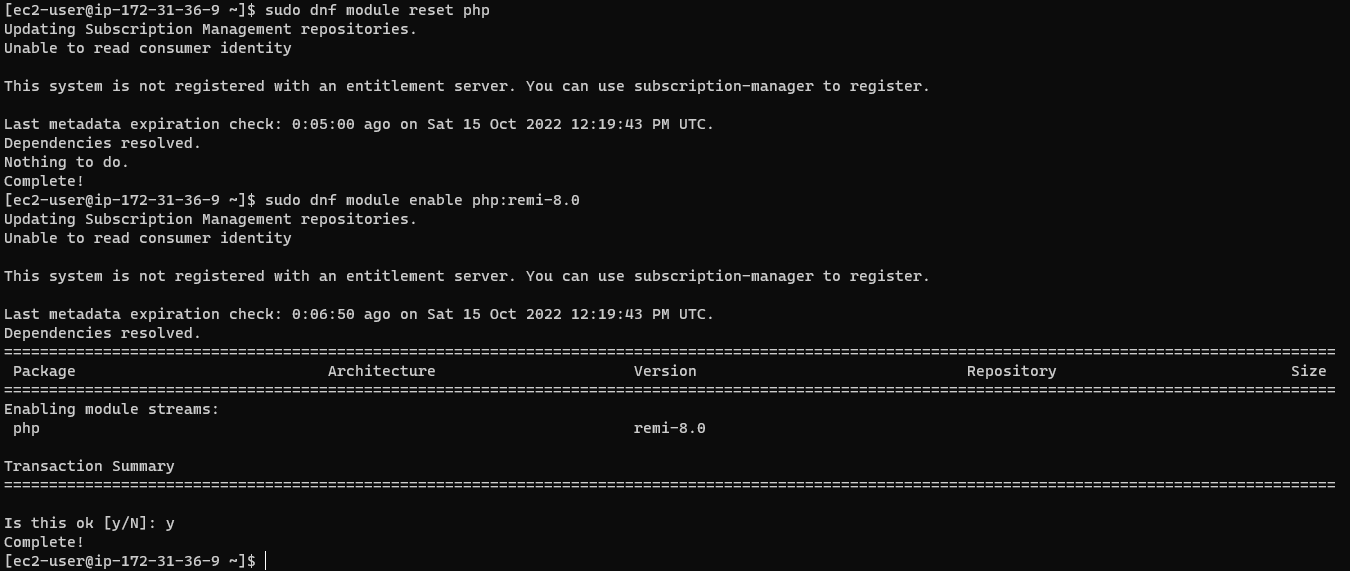 [ec2-user@ip-172-31-36-9 ~]$ sudo dnf module reset php
Updating Subscription Management repositories.
Unable to read consumer identity
This system is not registered with an entitlement server. You can use subscription-manager to register.
Last metadata expiration check: 0:05:00 ago on Sat 15 Oct 2022 12:19:43 PM UTC.
Dependencies resolved.
Nothing to do.
Complete!
[ec2-user@ip-172-31-36-9 ~]$ sudo dnf module enable php:remi-8.0
Updating Subscription Management repositories.
Unable to read consumer identity
This system is not registered with an entitlement server. You can use subscription-manager to register.
Last metadata expiration check: 0:06:50 ago on Sat 15 Oct 2022 12:19:43 PM UTC.
Dependencies resolved.
====================================================================================================================================================
Package Architecture Version Repository Size
====================================================================================================================================================
Enabling module streams:
php remi-8.0
Transaction Summary
====================================================================================================================================================
Is this ok [y/N]: y
Complete!
[ec2-user@ip-172-31-36-9 ~]$